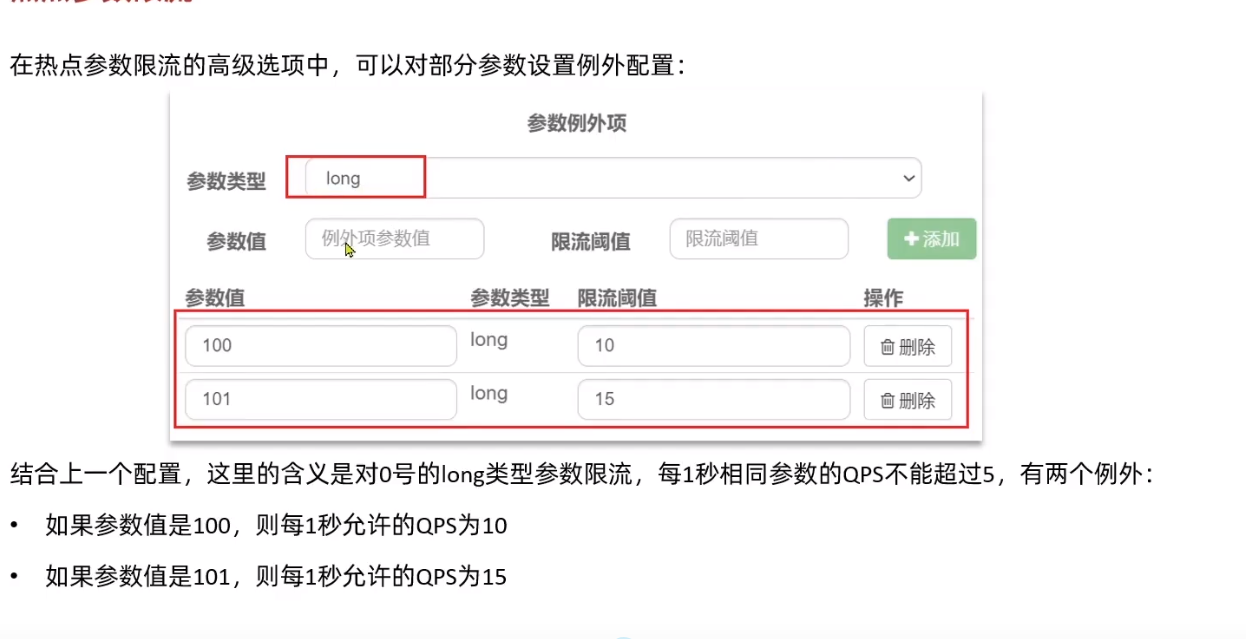 在热点参数限流的高级选项中，可以对部分参数设置例外配置：
参数例外项
参数类型 long
参数值 例外项参数值 限流阈值 限流阈值 添加
参数值 参数类型 限流阈值 操作
100 long 10 删除
101 long 15 删除
结合上一个配置，这里的含义是对0号的long类型参数限流，每1秒相同参数的QPS不能超过5，有两个例外：
• 如果参数值是100，则每1秒允许的QPS为10
• 如果参数值是101，则每1秒允许的QPS为15